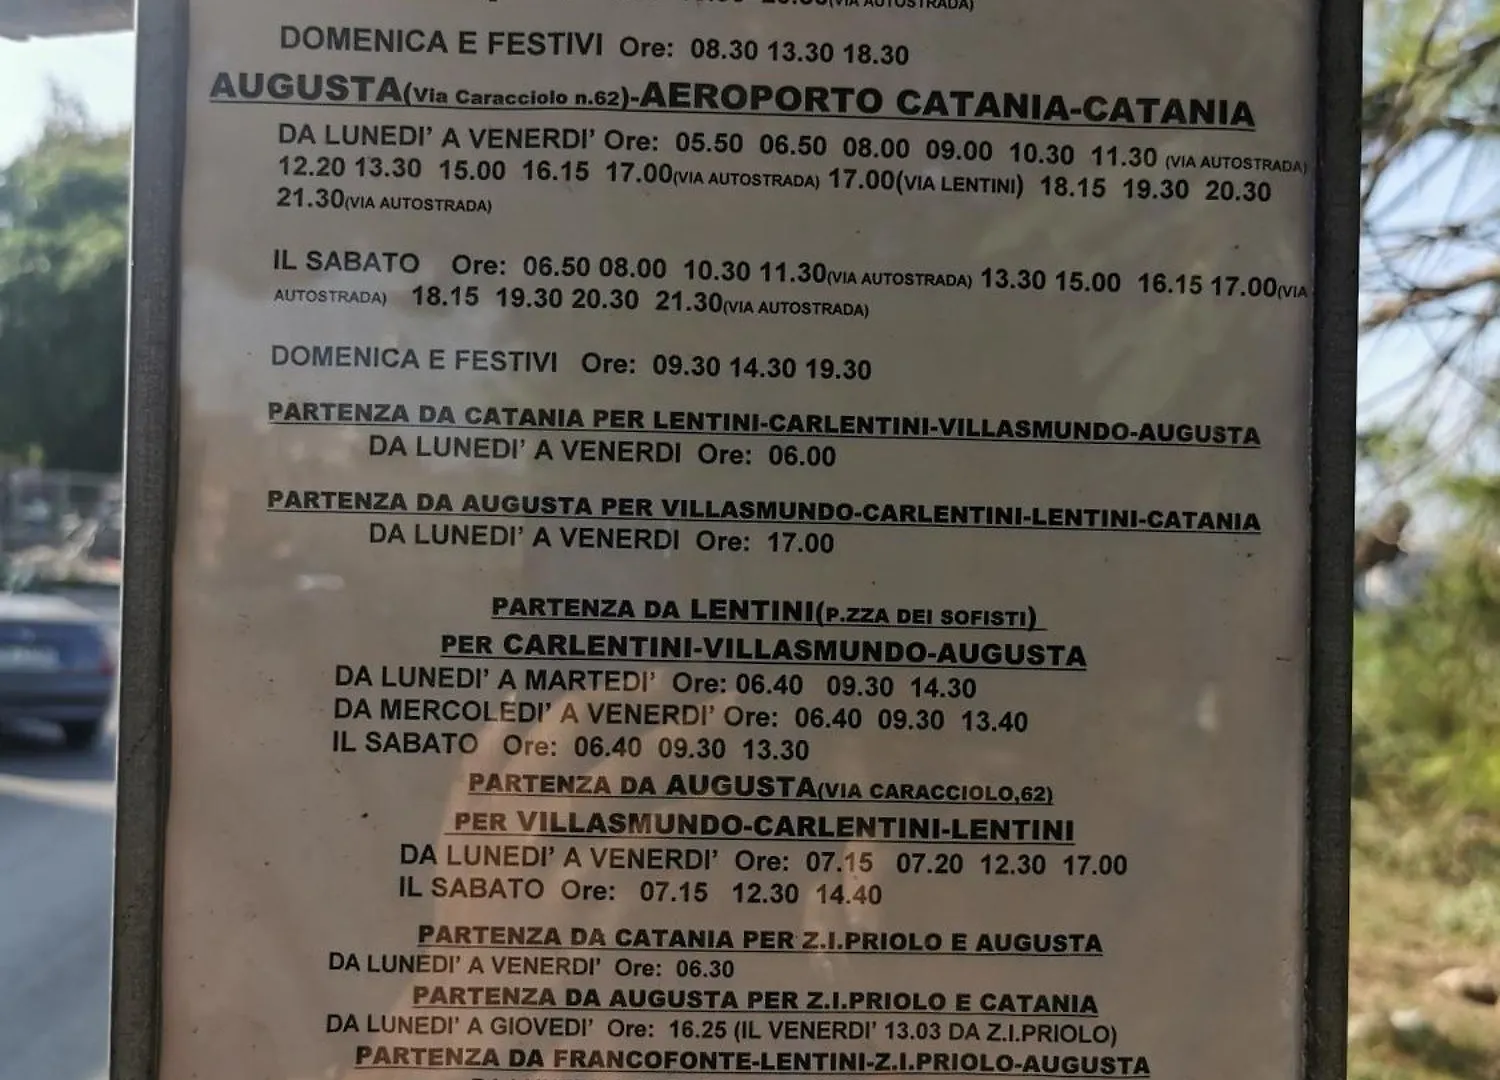 (VIA AUTOSTRADA)
DOMENICA E FESTIVI Ore: 08.30 13.30 18.30
AUGUSTA(Via Caracciolo n.62)-AEROPORTO CATANIA-CATANIA
DA LUNEDI' A VENERDI' Ore: 05.50 06.50 08.00 09.00 10.30 11.30 (VIA AUTOSTRADA)
12.20 13.30 15.00 16.15 17.00(VIA AUTOSTRADA) 17.00(VIA LENTINI) 18.15 19.30 20.30
21.30(VIA AUTOSTRADA)
IL SABATO Ore: 06.50 08.00 10.30 11.30(VIA AUTOSTRADA) 13.30 15.00 16.15 17.00(VIA
AUTOSTRADA) 18.15 19.30 20.30 21.30(VIA AUTOSTRADA)
DOMENICA E FESTIVI Ore: 09.30 14.30 19.30
PARTENZA DA CATANIA PER LENTINI-CARLENTINI-VILLASMUNDO-AUGUSTA
DA LUNEDI' A VENERDI Ore: 06.00
PARTENZA DA AUGUSTA PER VILLASMUNDO-CARLENTINI-LENTINI-CATANIA
DA LUNEDI' A VENERDI Ore: 17.00
PARTENZA DA LENTINI(P.ZZA DEI SOFISTI)
PER CARLENTINI-VILLASMUNDO-AUGUSTA
DA LUNEDI' A MARTEDI' Ore: 06.40 09.30 14.30
DA MERCOLEDI' A VENERDI' Ore: 06.40 09.30 13.40
IL SABATO Ore: 06.40 09.30 13.30
PARTENZA DA AUGUSTA(VIA CARACCIOLO,62)
PER VILLASMUNDO-CARLENTINI-LENTINI
DA LUNEDI' A VENERDI' Ore: 07.15 07.20 12.30 17.00
IL SABATO Ore: 07.15 12.30 14.40
PARTENZA DA CATANIA PER Z.I.PRIOLO E AUGUSTA
DA LUNEDI' A VENERDI' Ore: 06.30
PARTENZA DA AUGUSTA PER Z.I.PRIOLO E CATANIA
DA LUNEDI' A GIOVEDI' Ore: 16.25 (IL VENERDI' 13.03 DA Z.I.PRIOLO)
PARTENZA DA FRANCOFONTE-LENTINI-Z.I.PRIOLO-AUGUSTA